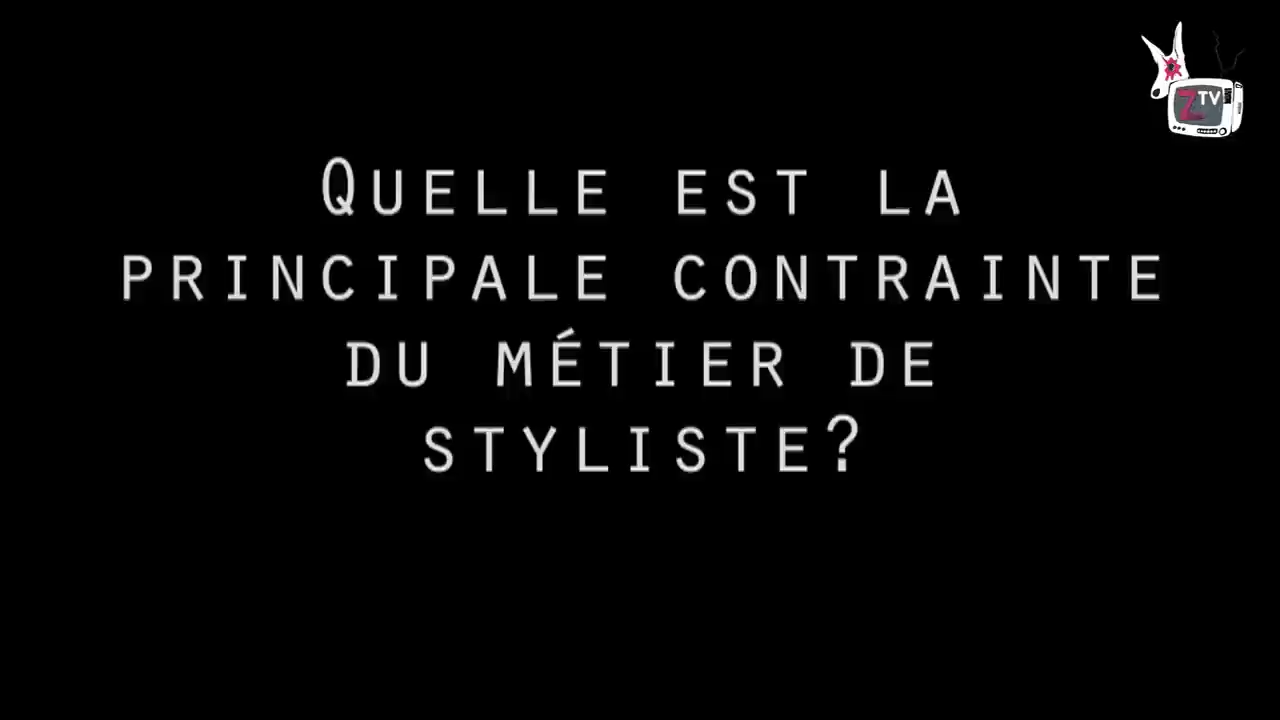 ZTV
Quelle est la
principale contrainte
du métier de
styliste?